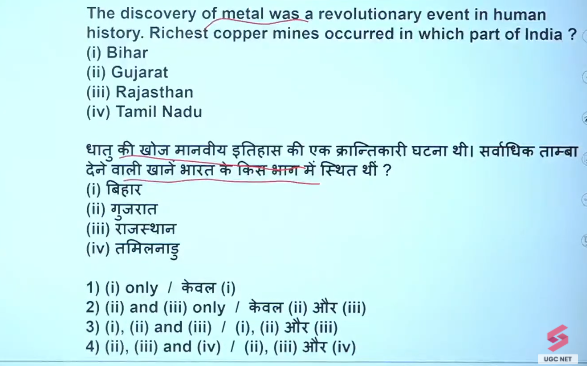 The discovery of metal was a revolutionary event in human
history. Richest copper mines occurred in which part of India ?
(i) Bihar
(ii) Gujarat
(iii) Rajasthan
(iv) Tamil Nadu
धातु की खोज मानवीय इतिहास की एक क्रान्तिकारी घटना थी। सर्वाधिक ताम्बा
देने वाली खानें भारत के किस भाग में स्थित थीं ?
(i) बिहार
(ii) गुजरात
(iii) राजस्थान
(iv) तमिलनाडु
1) (i) only / केवल (i)
2) (ii) and (iii) only / केवल (ii) और (iii)
3) (i), (ii) and (iii) / (i), (ii) और (iii)
4) (ii), (iii) and (iv) / (ii), (iii) और (iv)
UGC NET